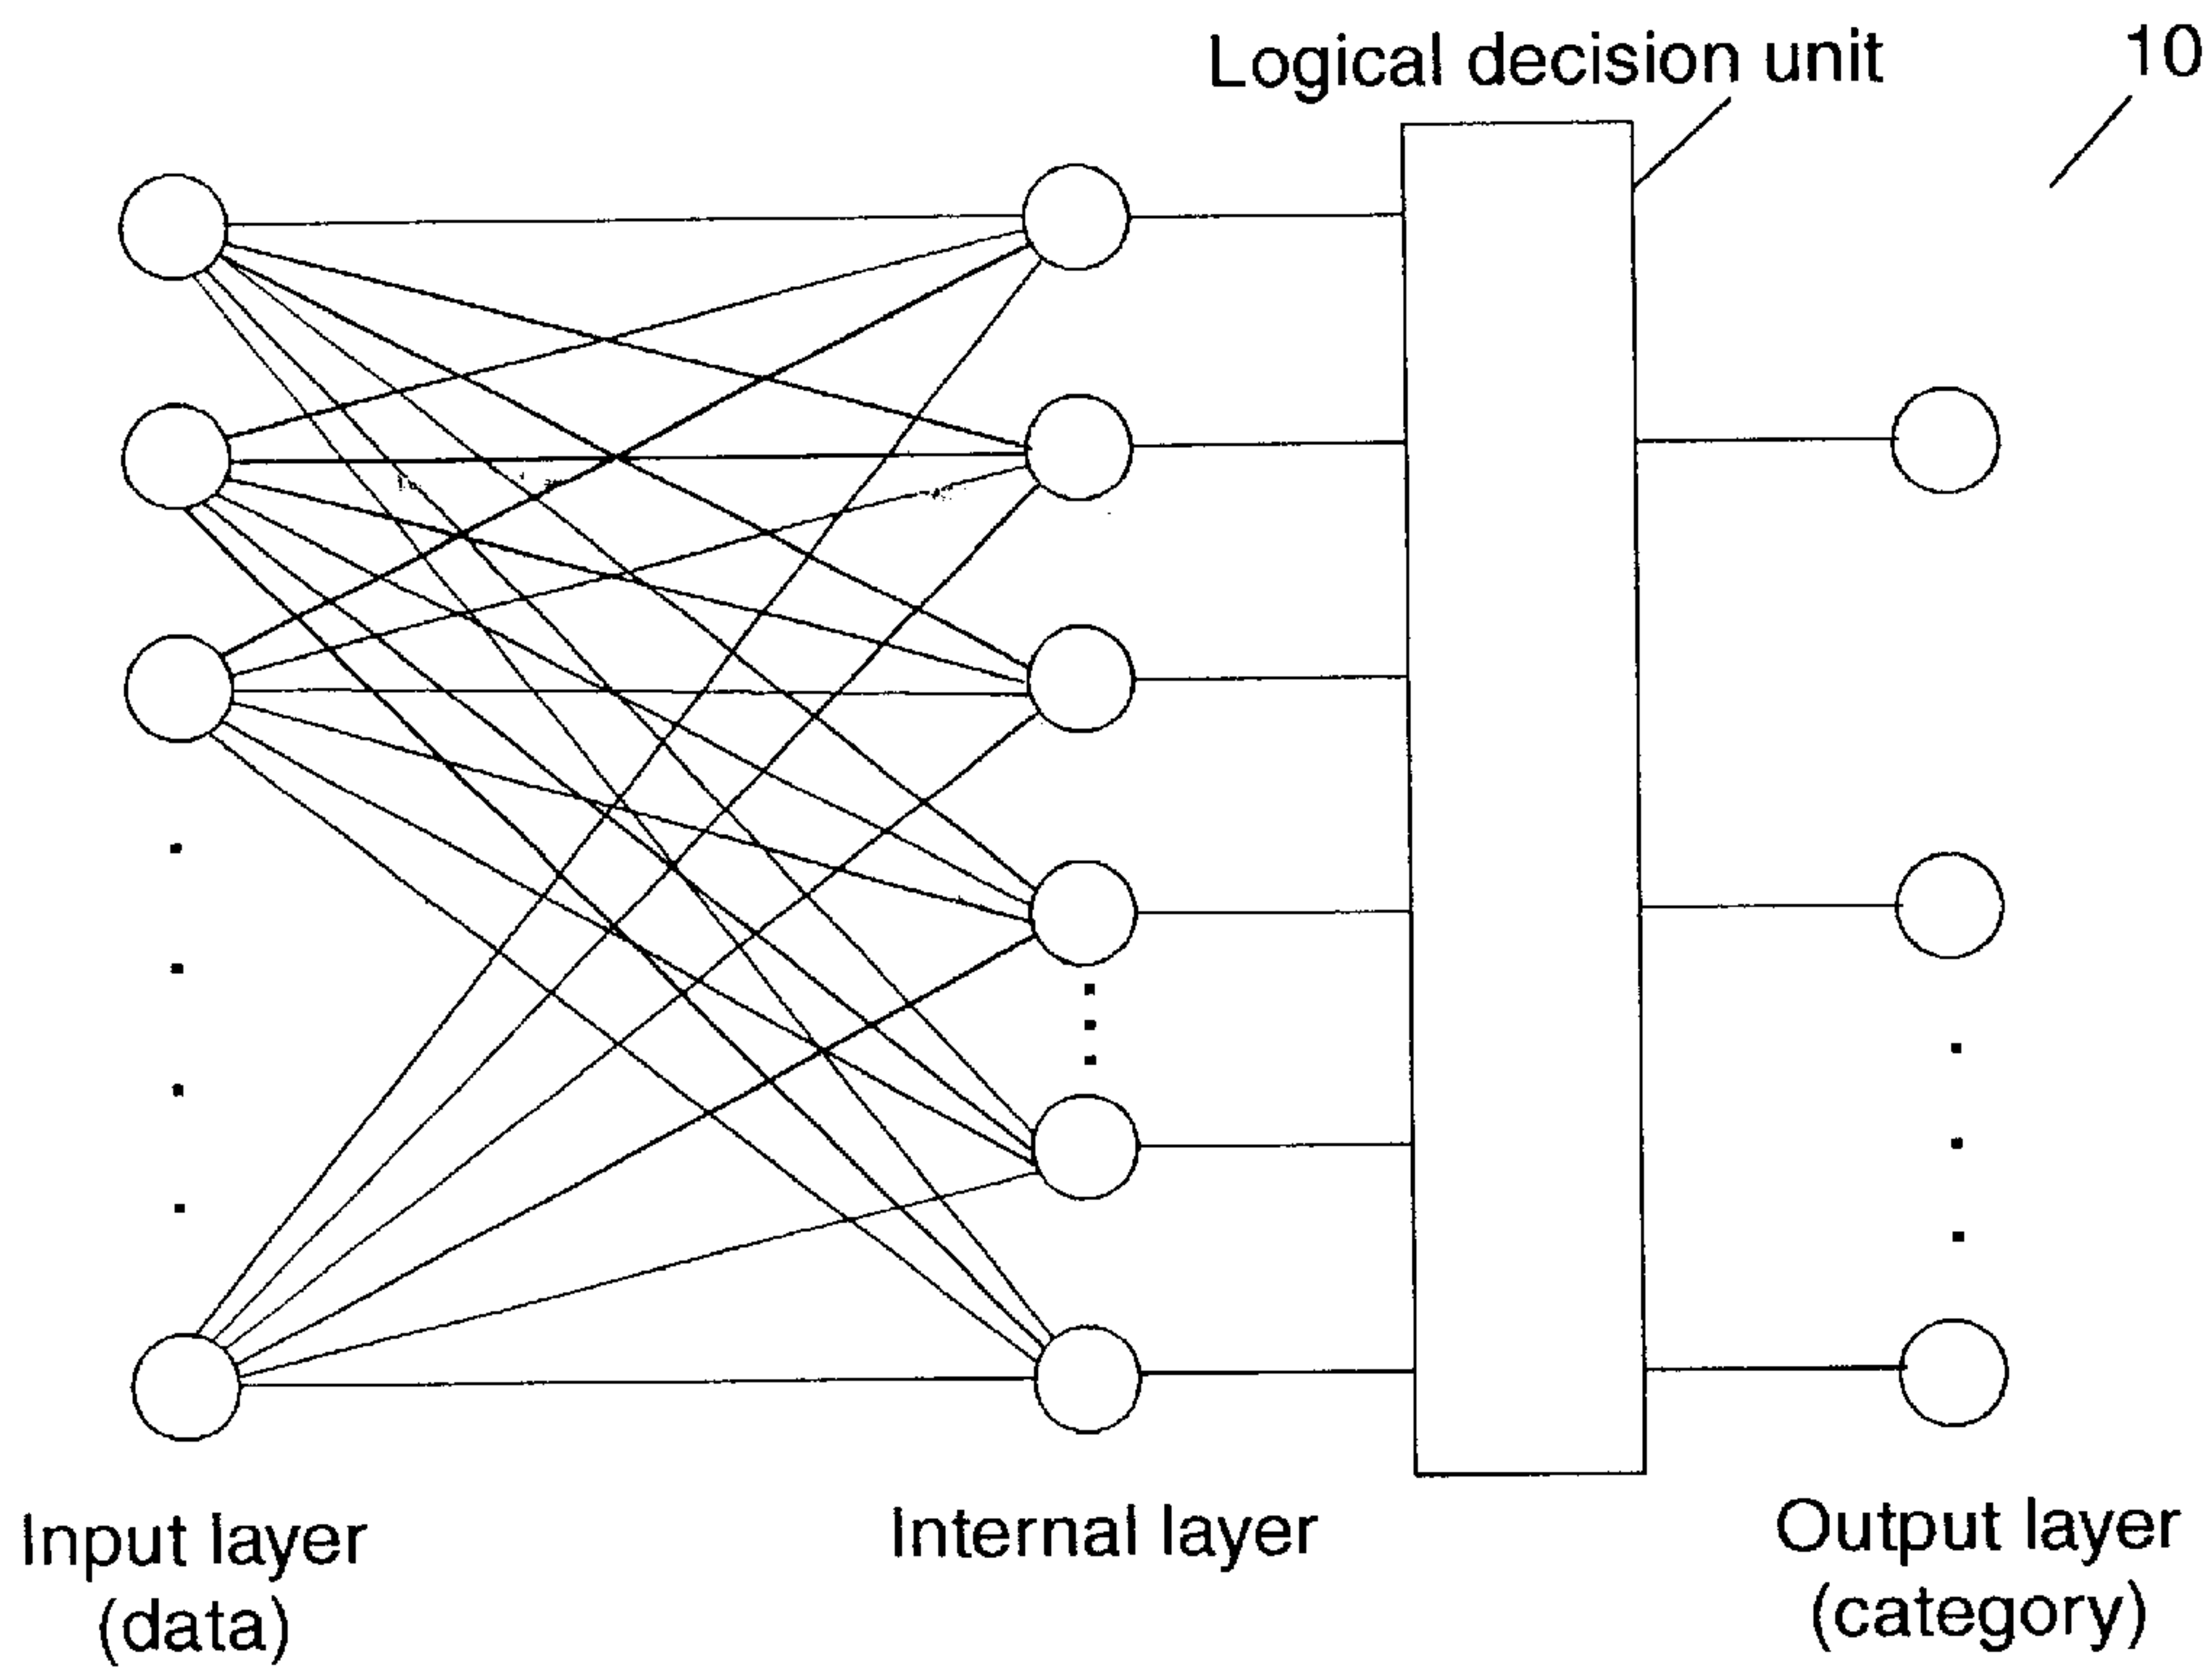 Logical decision unit
10
Input layer
(data)
Internal layer
Output layer
(category)